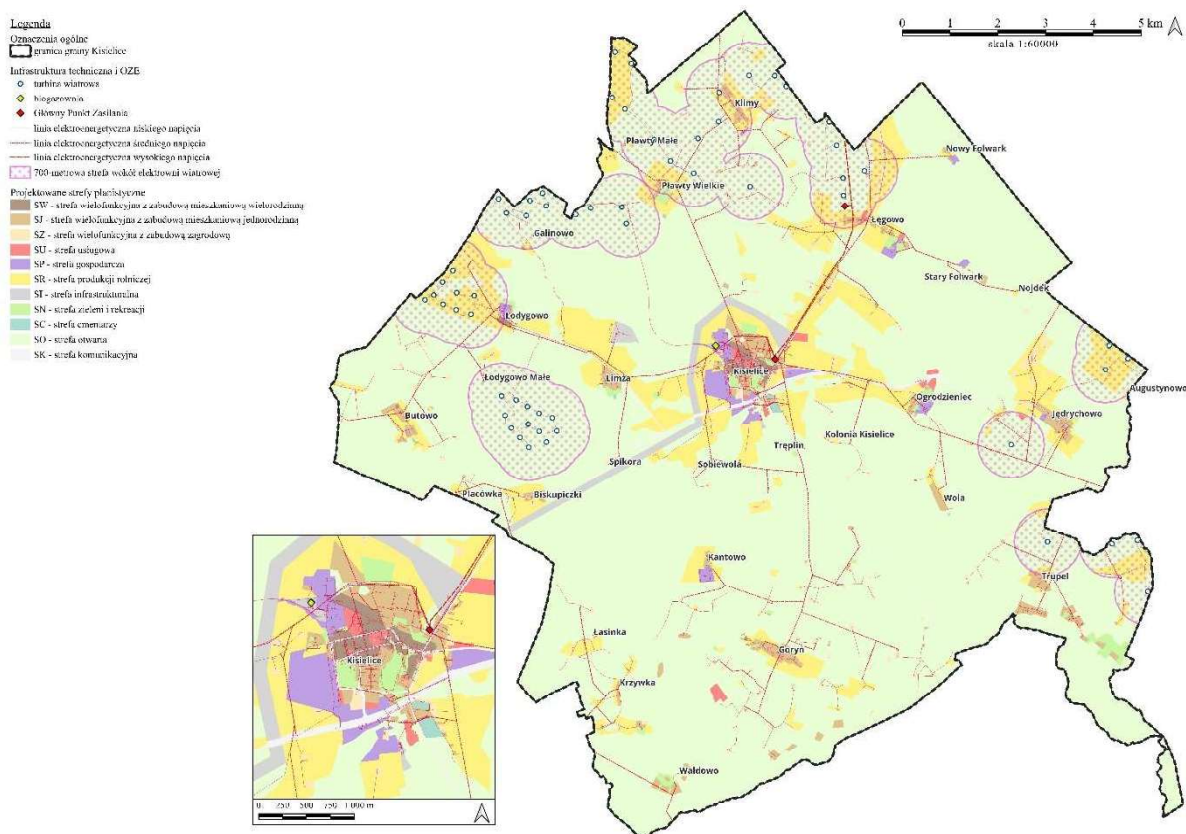 Legenda
Oznaczenia ogólne
granica gminy Kisielice
Infrastruktura techniczna i OZE
turbina wiatrowa
biogazownia
Główny Punkt Zasilania
linia elektroenergetyczna niskiego napięcia
linia elektroenergetyczna średniego napięcia
linia elektroenergetyczna wysokiego napięcia
700-metrowa strefa wokół elektrowni wiatrowej
Projektowane strefy planistyczne
SW - strefa wielofunkcyjna z zabudową mieszkaniową wielorodzinną
SJ - strefa wielofunkcyjna z zabudową mieszkaniową jednorodzinną
SZ - strefa wielofunkcyjna z zabudową zagrodową
SU - strefa usługowa
SP - strefa gospodarcza
SR - strefa produkcji rolniczej
SI - strefa infrastrukturalna
SN - strefa zieleni i rekreacji
SC - strefa cmentarzy
SO - strefa otwarta
SK - strefa komunikacyjna
0 1 2 3 4 5 km
skala 1:60000
Klimy
Pławty Małe
Nowy Folwark
Pławty Wielkie
Łęgowo
Galinowo
Stary Folwark
Nojdek
Łodygowo
Kisielice
Limża
Łodygowo Małe
Augustynowo
Ogrodzieniec
Butowo
Jędrychowo
Kolonia Kisielice
Tręplin
Spikora
Sobiewola
Placówka
Biskupiczki
Wola
Kantowo
Trupel
Łasinka
Goryń
Krzywka
Wałdowo
Kisielice
0 250 500 750 1 000 m